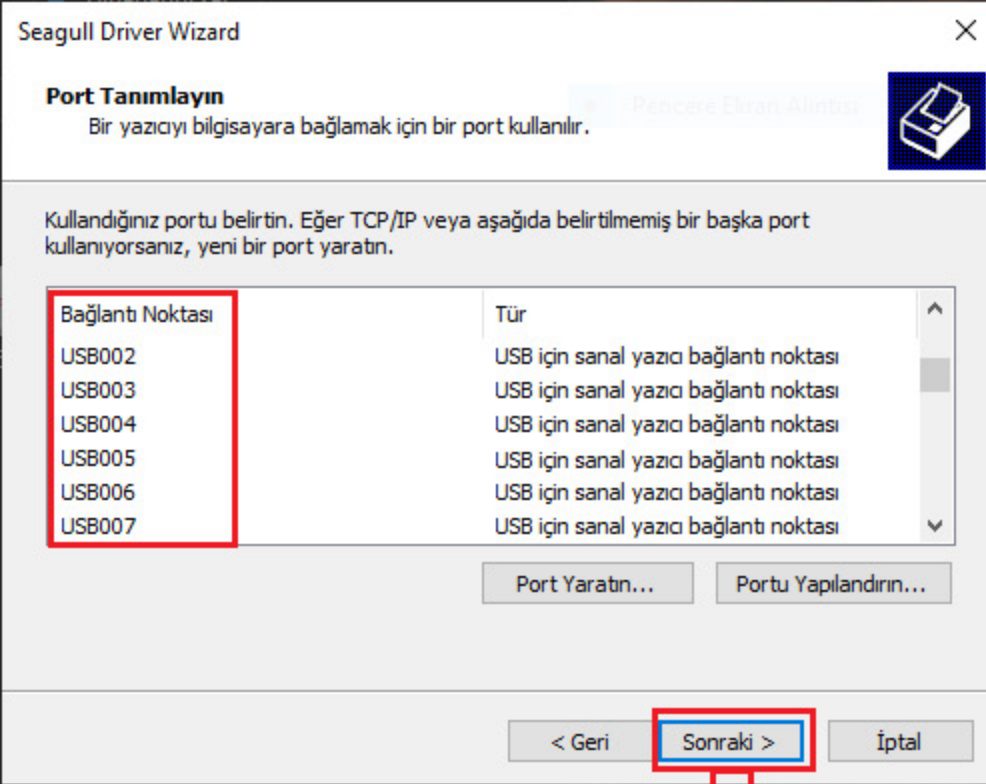 Seagull Driver Wizard
Port Tanımlayın
Pencere Ekran Alıntısı
Bir yazıcıyı bilgisayara bağlamak için bir port kullanılır.
Kullandığınız portu belirtin. Eğer TCP/IP veya aşağıda belirtilmemiş bir başka port
kullanıyorsanız, yeni bir port yaratın.
Bağlantı Noktası Tür
USB002 USB için sanal yazıcı bağlantı noktası
USB003 USB için sanal yazıcı bağlantı noktası
USB004 USB için sanal yazıcı bağlantı noktası
USB005 USB için sanal yazıcı bağlantı noktası
USB006 USB için sanal yazıcı bağlantı noktası
USB007 USB için sanal yazıcı bağlantı noktası
Port Yaratın... Portu Yapılandırın...
< Geri Sonraki > İptal